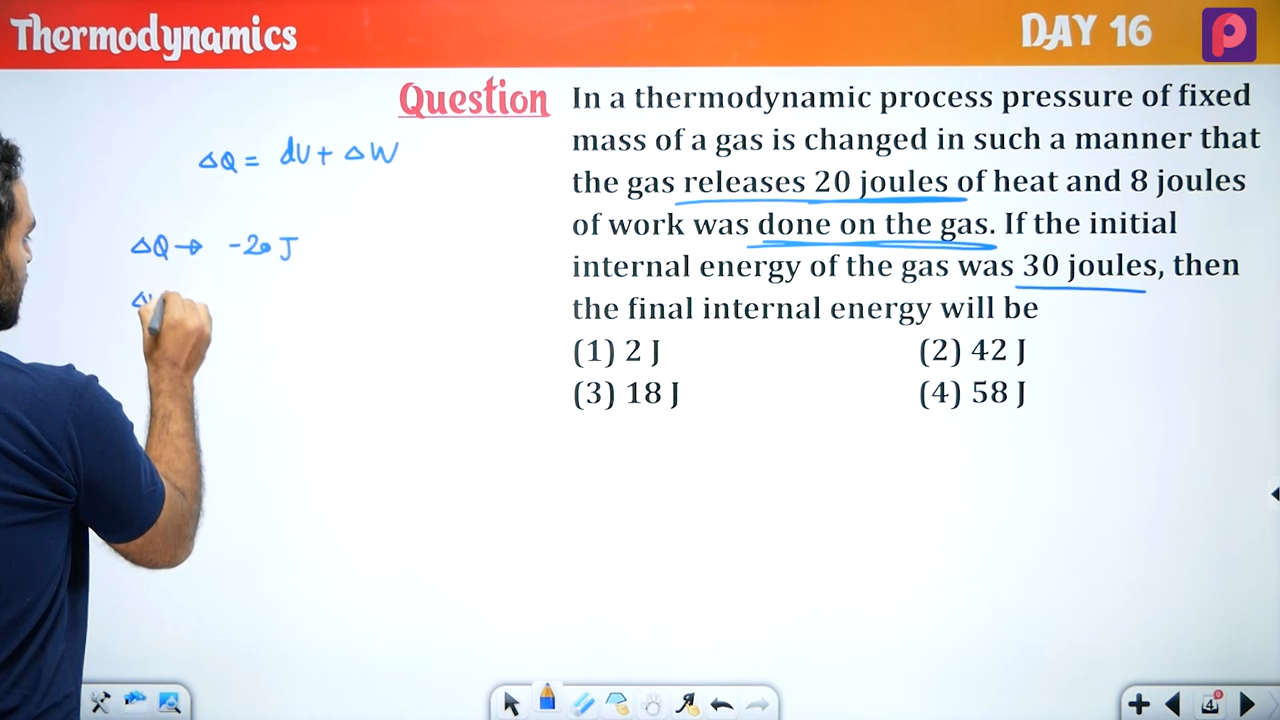 Thermodynamics
DAY 16
Question
In a thermodynamic process pressure of fixed
mass of a gas is changed in such a manner that
the gas releases 20 joules of heat and 8 joules
of work was done on the gas. If the initial
internal energy of the gas was 30 joules, then
the final internal energy will be
(1) 2 J (2) 42 J
(3) 18 J (4) 58 J
ΔQ = dU + ΔW
ΔQ → -20 J
4